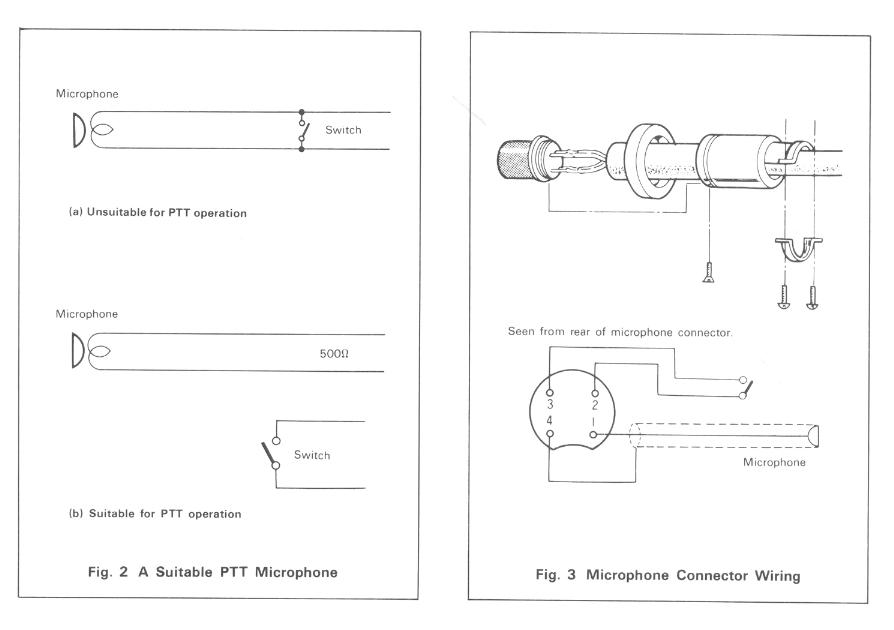 Microphone
Switch
(a) Unsuitable for PTT operation
Microphone
500Ω
Switch
(b) Suitable for PTT operation
Fig. 2 A Suitable PTT Microphone
Seen from rear of microphone connector.
3 2
4 1
Microphone
Fig. 3 Microphone Connector Wiring